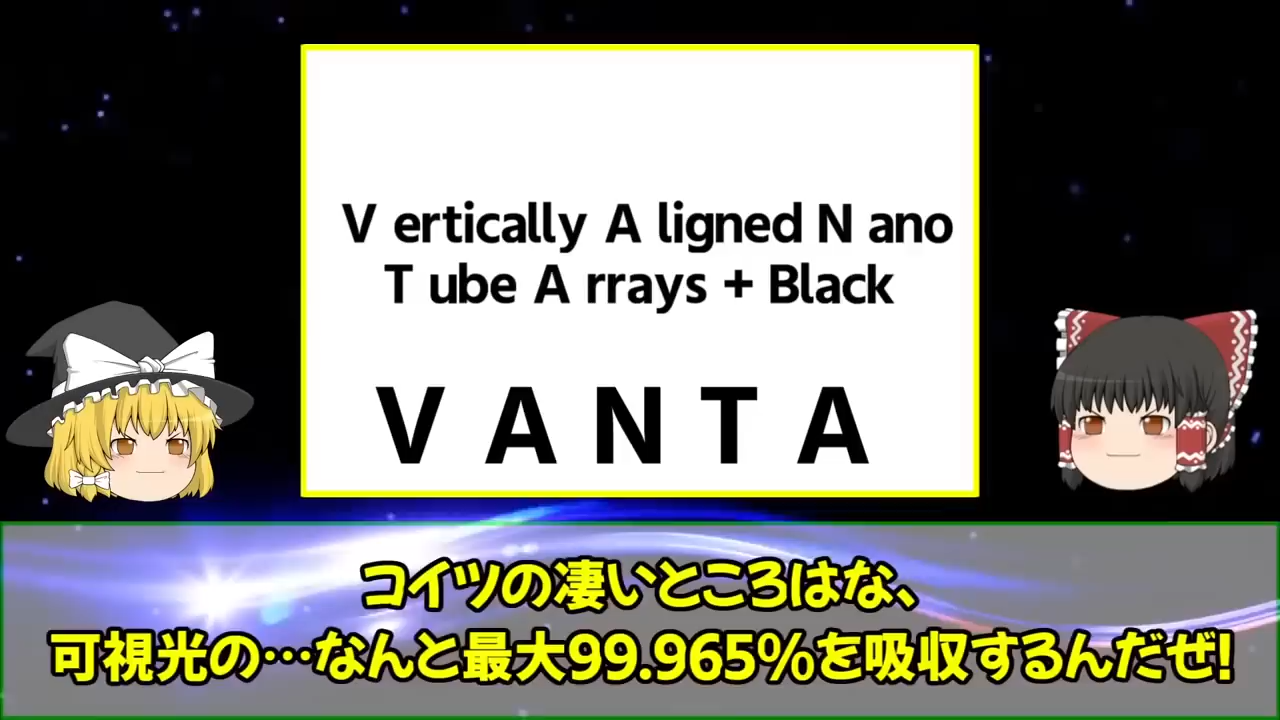 V ertically A ligned N ano
T ube A rrays + Black
V A N T A
コイツの凄いところはな、
可視光の…なんと最大99.965%を吸収するんだぜ!